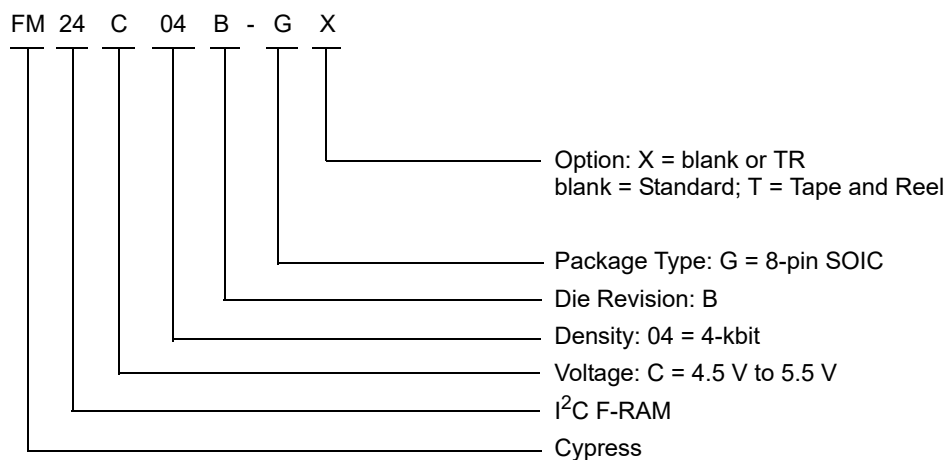 FM 24 C 04 B - G X
Option: X = blank or TR
blank = Standard; T = Tape and Reel
Package Type: G = 8-pin SOIC
Die Revision: B
Density: 04 = 4-kbit
Voltage: C = 4.5 V to 5.5 V
I²C F-RAM
Cypress